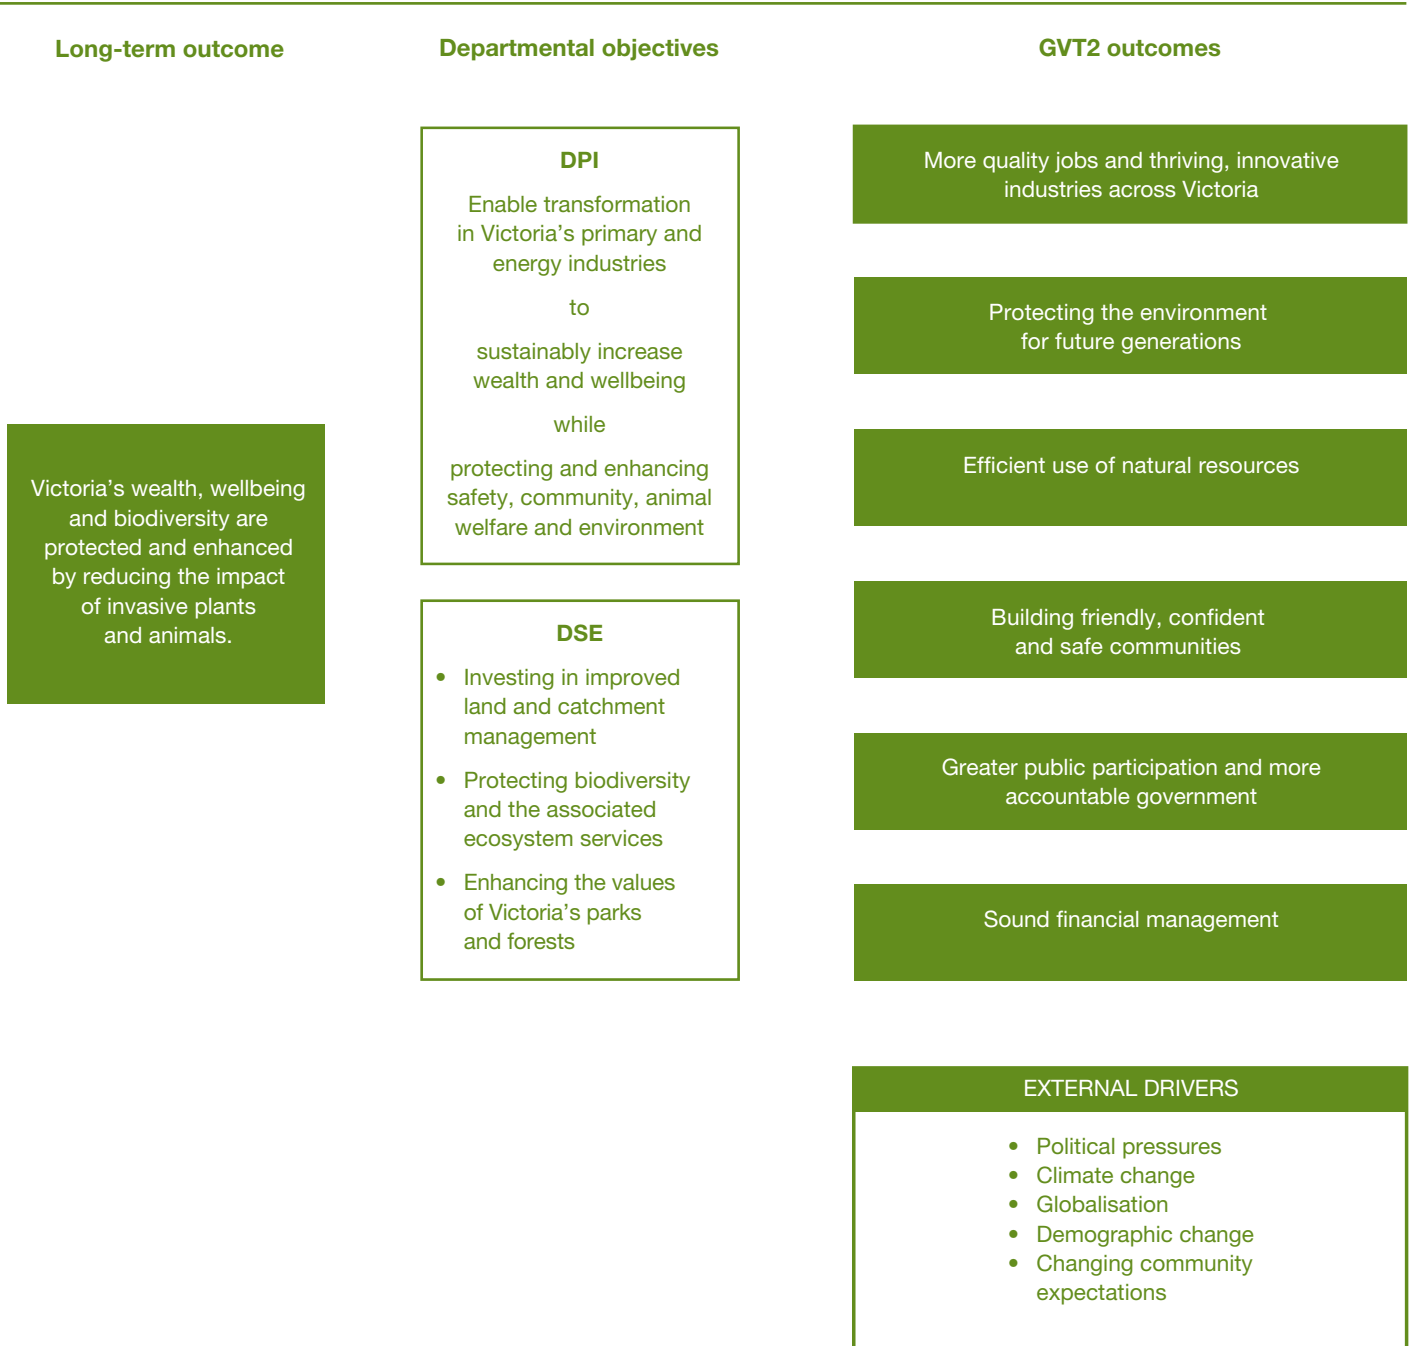 Long-term outcome
Departmental objectives
GVT2 outcomes
Victoria’s wealth, wellbeing
and biodiversity are
protected and enhanced
by reducing the impact
of invasive plants
and animals.
DPI
Enable transformation
in Victoria’s primary and
energy industries
to
sustainably increase
wealth and wellbeing
while
protecting and enhancing
safety, community, animal
welfare and environment
DSE
• Investing in improved
land and catchment
management
• Protecting biodiversity
and the associated
ecosystem services
• Enhancing the values
of Victoria’s parks
and forests
More quality jobs and thriving, innovative
industries across Victoria
Protecting the environment
for future generations
Efficient use of natural resources
Building friendly, confident
and safe communities
Greater public participation and more
accountable government
Sound financial management
EXTERNAL DRIVERS
• Political pressures
• Climate change
• Globalisation
• Demographic change
• Changing community
expectations